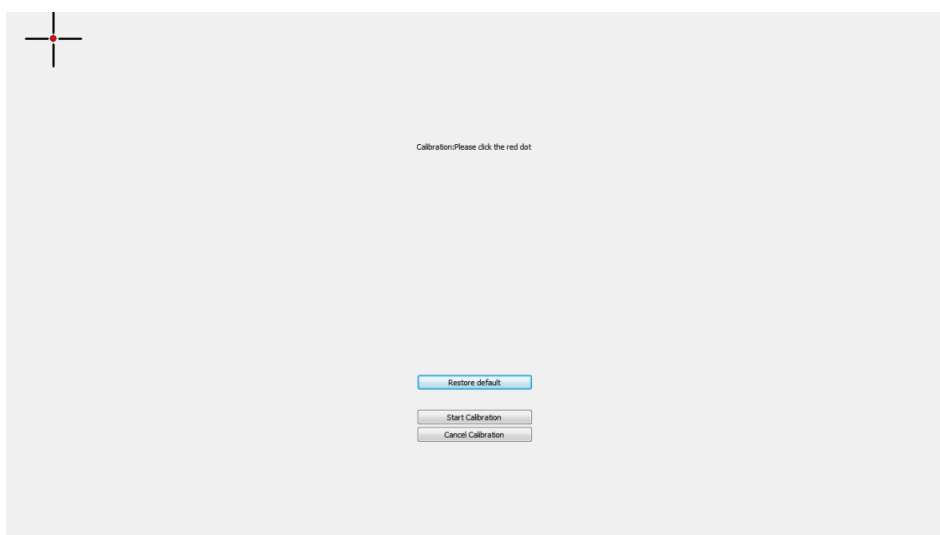 Calibration:Please click the red dot
Restore default
Start Calibration
Cancel Calibration